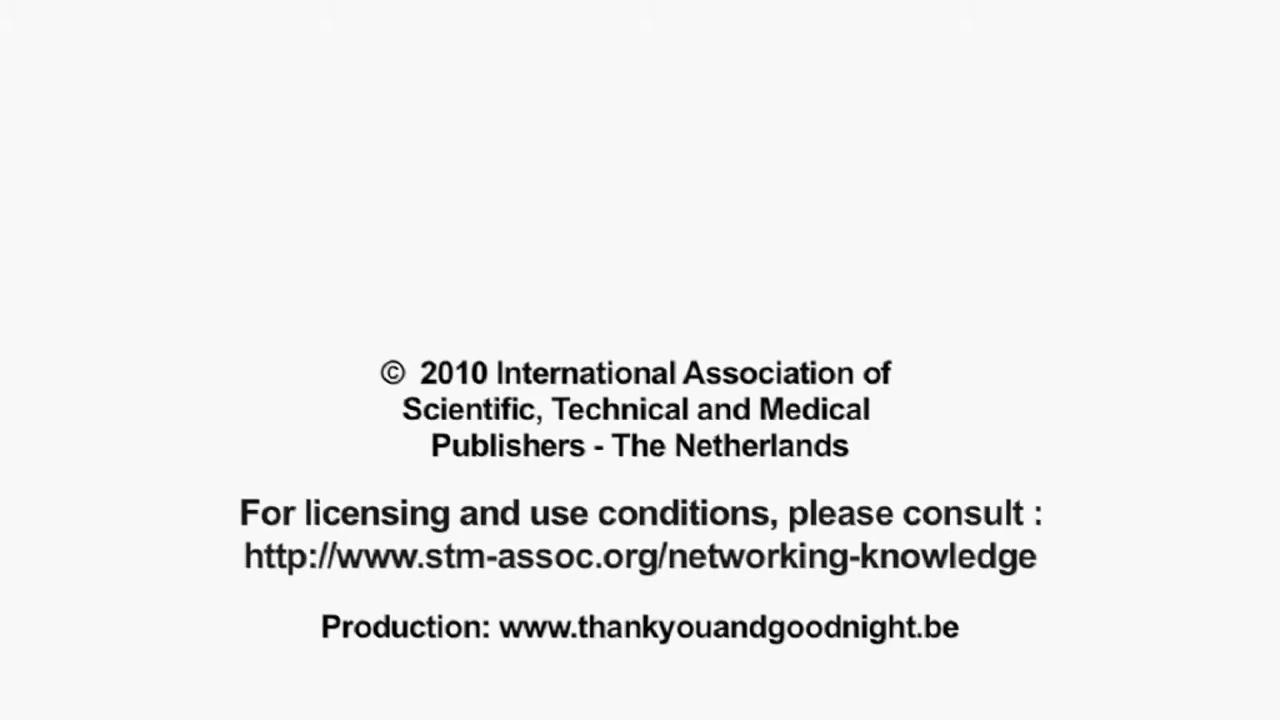 © 2010 International Association of
Scientific, Technical and Medical
Publishers - The Netherlands
For licensing and use conditions, please consult :
http://www.stm-assoc.org/networking-knowledge
Production: www.thankyouandgoodnight.be